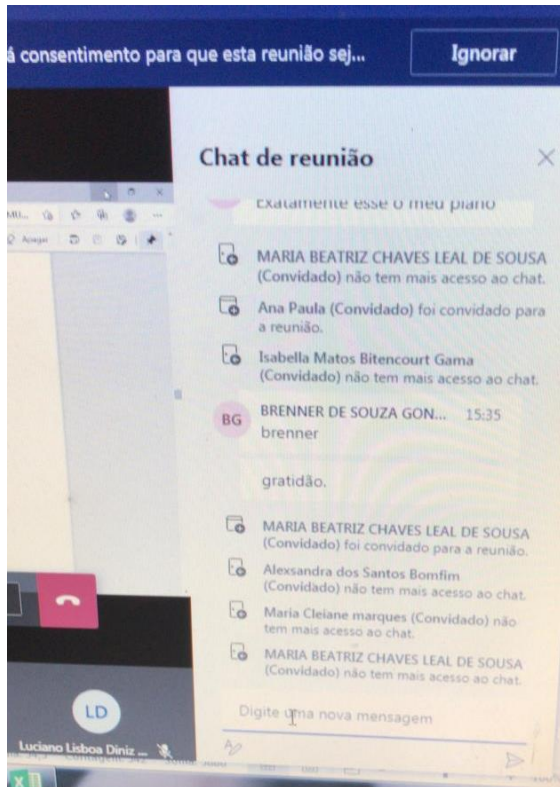 á consentimento para que esta reunião sej...
Ignorar
Chat de reunião
Exatamente esse o meu plano
MARIA BEATRIZ CHAVES LEAL DE SOUSA
(Convidado) não tem mais acesso ao chat.
Ana Paula (Convidado) foi convidado para
a reunião.
Isabella Matos Bitencourt Gama
(Convidado) não tem mais acesso ao chat.
BG
BRENNER DE SOUZA GON... 15:35
brenner
gratidão.
MARIA BEATRIZ CHAVES LEAL DE SOUSA
(Convidado) foi convidado para a reunião.
Alexsandra dos Santos Bomfim
(Convidado) não tem mais acesso ao chat.
Maria Cleiane marques (Convidado) não
tem mais acesso ao chat.
MARIA BEATRIZ CHAVES LEAL DE SOUSA
(Convidado) não tem mais acesso ao chat.
Digite uma nova mensagem
LD
Luciano Lisboa Diniz ...